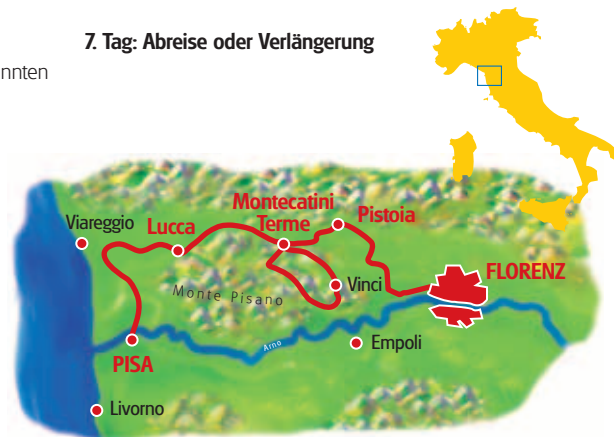 7. Tag: Abreise oder Verlängerung
nnten
Montecatini
Terme
Pistoia
Viareggio
Lucca
FLORENZ
Vinci
Monte Pisano
Arno
Empoli
PISA
Livorno